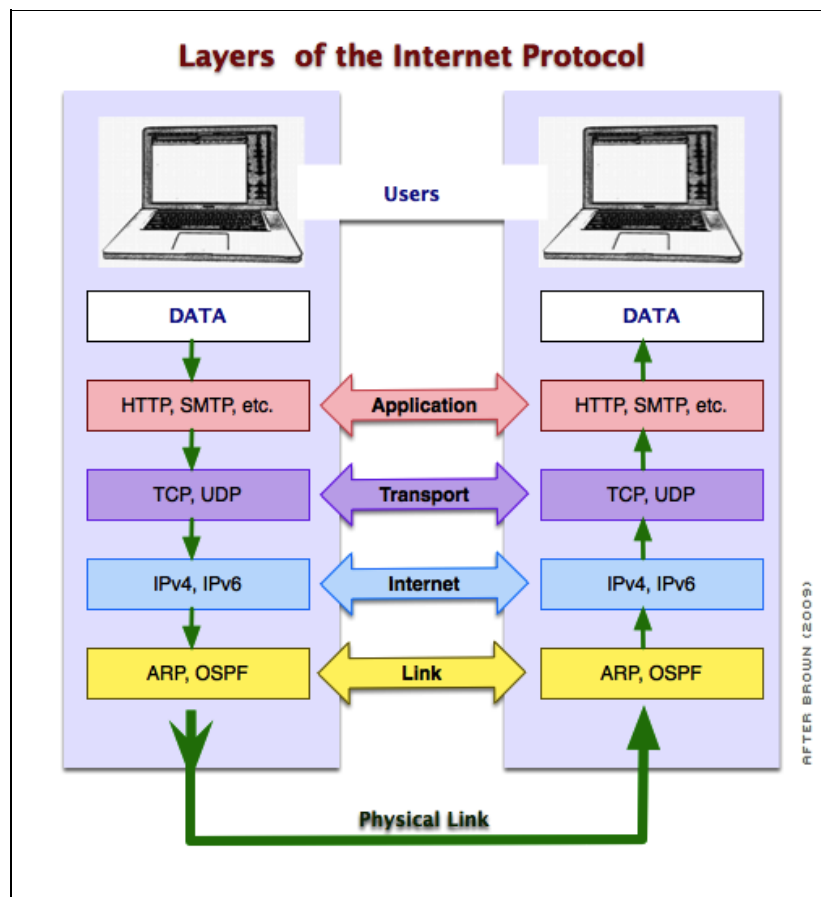 Layers of the Internet Protocol
Users
DATA
DATA
HTTP, SMTP, etc.
Application
HTTP, SMTP, etc.
TCP, UDP
Transport
TCP, UDP
IPv4, IPv6
Internet
IPv4, IPv6
ARP, OSPF
Link
ARP, OSPF
Physical Link
AFTER BROWN (2009)